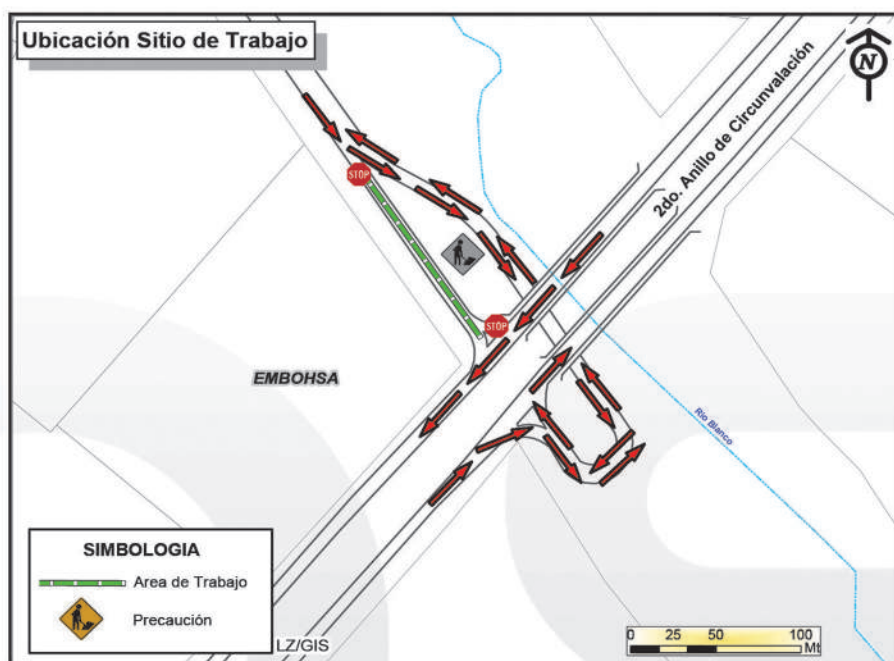 Ubicación Sitio de Trabajo
N
2do. Anillo de Circunvalación
STOP
STOP
EMBOHSA
Río Blanco
SIMBOLOGIA
Area de Trabajo
Precaución
LZ/GIS
0 25 50 100
Mt